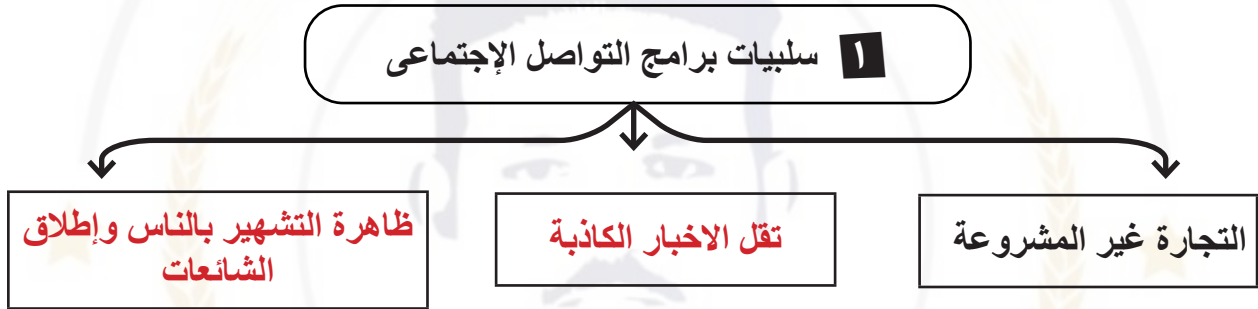 ١ سلبيات برامج التواصل الإجتماعى
التجارة غير المشروعة
تقل الاخبار الكاذبة
ظاهرة التشهير بالناس وإطلاق
الشائعات